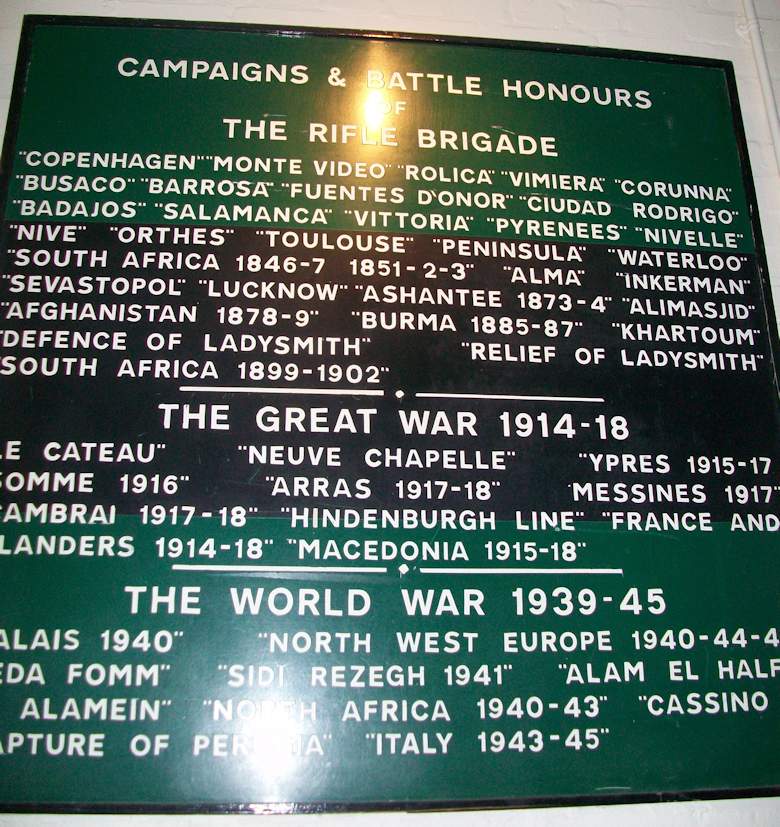 CAMPAIGNS & BATTLE HONOURS
OF
THE RIFLE BRIGADE
"COPENHAGEN" "MONTE VIDEO" "ROLICA" "VIMIERA" "CORUNNA"
"BUSACO" "BARROSA" "FUENTES D'ONOR" "CIUDAD RODRIGO"
"BADAJOS" "SALAMANCA" "VITTORIA" "PYRENEES" "NIVELLE"
"NIVE" "ORTHES" "TOULOUSE" "PENINSULA" "WATERLOO"
"SOUTH AFRICA 1846-7 1851-2-3" "ALMA" "INKERMAN"
"SEVASTOPOL" "LUCKNOW" "ASHANTEE 1873-4" "ALIMASJID"
"AFGHANISTAN 1878-9" "BURMA 1885-87" "KHARTOUM"
"DEFENCE OF LADYSMITH" "RELIEF OF LADYSMITH"
"SOUTH AFRICA 1899-1902"
THE GREAT WAR 1914-18
LE CATEAU" "NEUVE CHAPELLE" "YPRES 1915-17
SOMME 1916" "ARRAS 1917-18" "MESSINES 1917"
CAMBRAI 1917-18" "HINDENBURGH LINE" "FRANCE AND
LANDERS 1914-18" "MACEDONIA 1915-18"
THE WORLD WAR 1939-45
ALAIS 1940" "NORTH WEST EUROPE 1940-44-4
EDA FOMM" "SIDI REZEGH 1941" "ALAM EL HALF
ALAMEIN" "NORTH AFRICA 1940-43" "CASSINO
APTURE OF PERUGIA" "ITALY 1943-45"